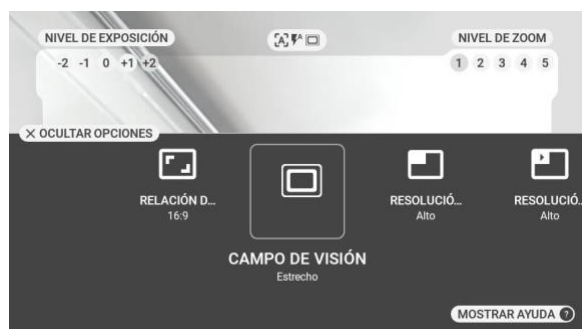 NIVEL DE EXPOSICIÓN
NIVEL DE ZOOM
-2 -1 0 +1 +2
1 2 3 4 5
X OCULTAR OPCIONES
RELACIÓN D...
16:9
CAMPO DE VISIÓN
Estrecho
RESOLUCIÓ...
Alto
RESOLUCIÓ...
Alto
MOSTRAR AYUDA ?